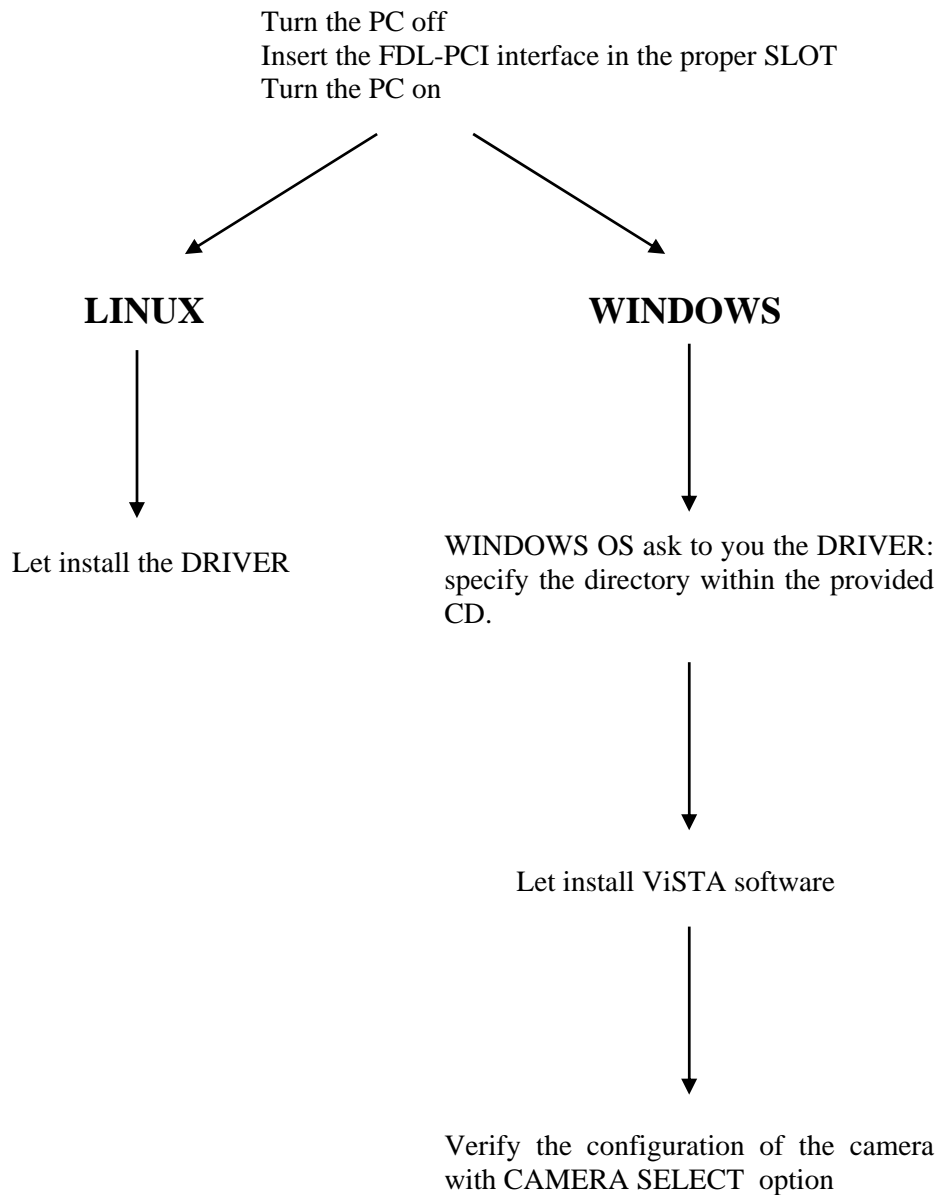 Turn the PC off
Insert the FDL-PCI interface in the proper SLOT
Turn the PC on
LINUX
WINDOWS
Let install the DRIVER
WINDOWS OS ask to you the DRIVER:
specify the directory within the provided
CD.
Let install ViSTA software
Verify the configuration of the camera
with CAMERA SELECT option